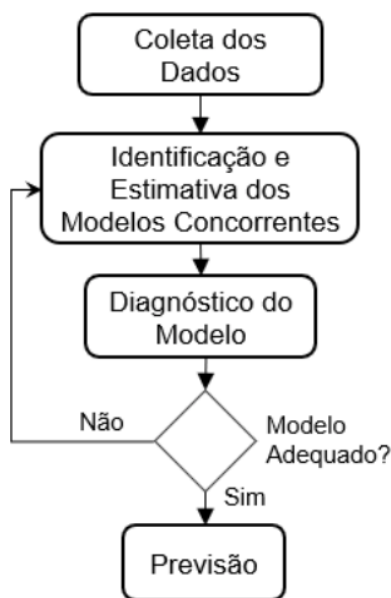 Coleta dos
Dados
Identificação e
Estimativa dos
Modelos Concorrentes
Diagnóstico do
Modelo
Não
Modelo
Adequado?
Sim
Previsão